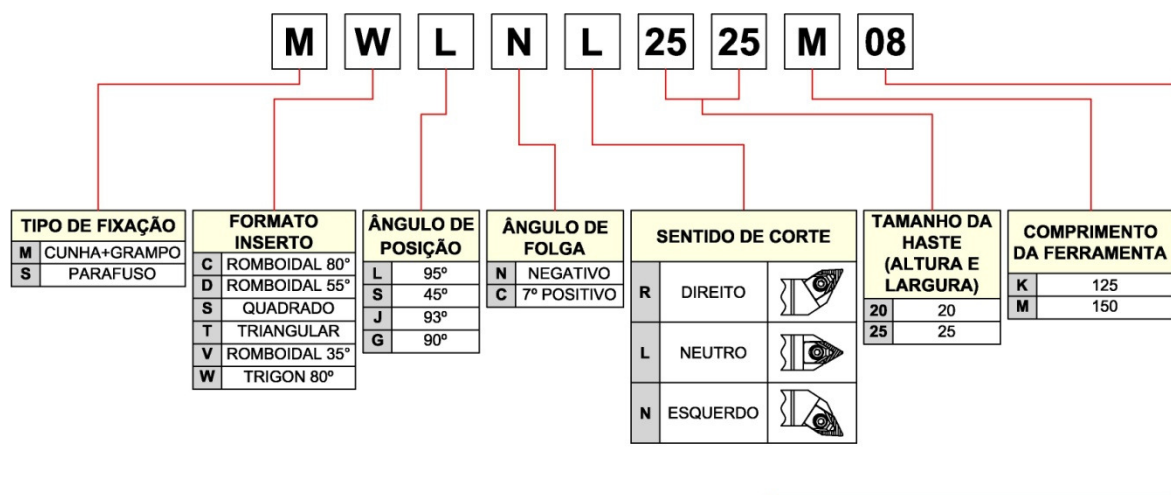 M W L N L 25 25 M 08
TIPO DE FIXAÇÃO
M CUNHA+GRAMPO
S PARAFUSO
FORMATO
INSERTO
C ROMBOIDAL 80°
D ROMBOIDAL 55°
S QUADRADO
T TRIANGULAR
V ROMBOIDAL 35°
W TRIGON 80º
ÂNGULO DE
POSIÇÃO
L 95º
S 45º
J 93º
G 90º
ÂNGULO DE
FOLGA
N NEGATIVO
C 7º POSITIVO
SENTIDO DE CORTE
R DIREITO
L NEUTRO
N ESQUERDO
TAMANHO DA
HASTE
(ALTURA E
LARGURA)
20 20
25 25
COMPRIMENTO
DA FERRAMENTA
K 125
M 150